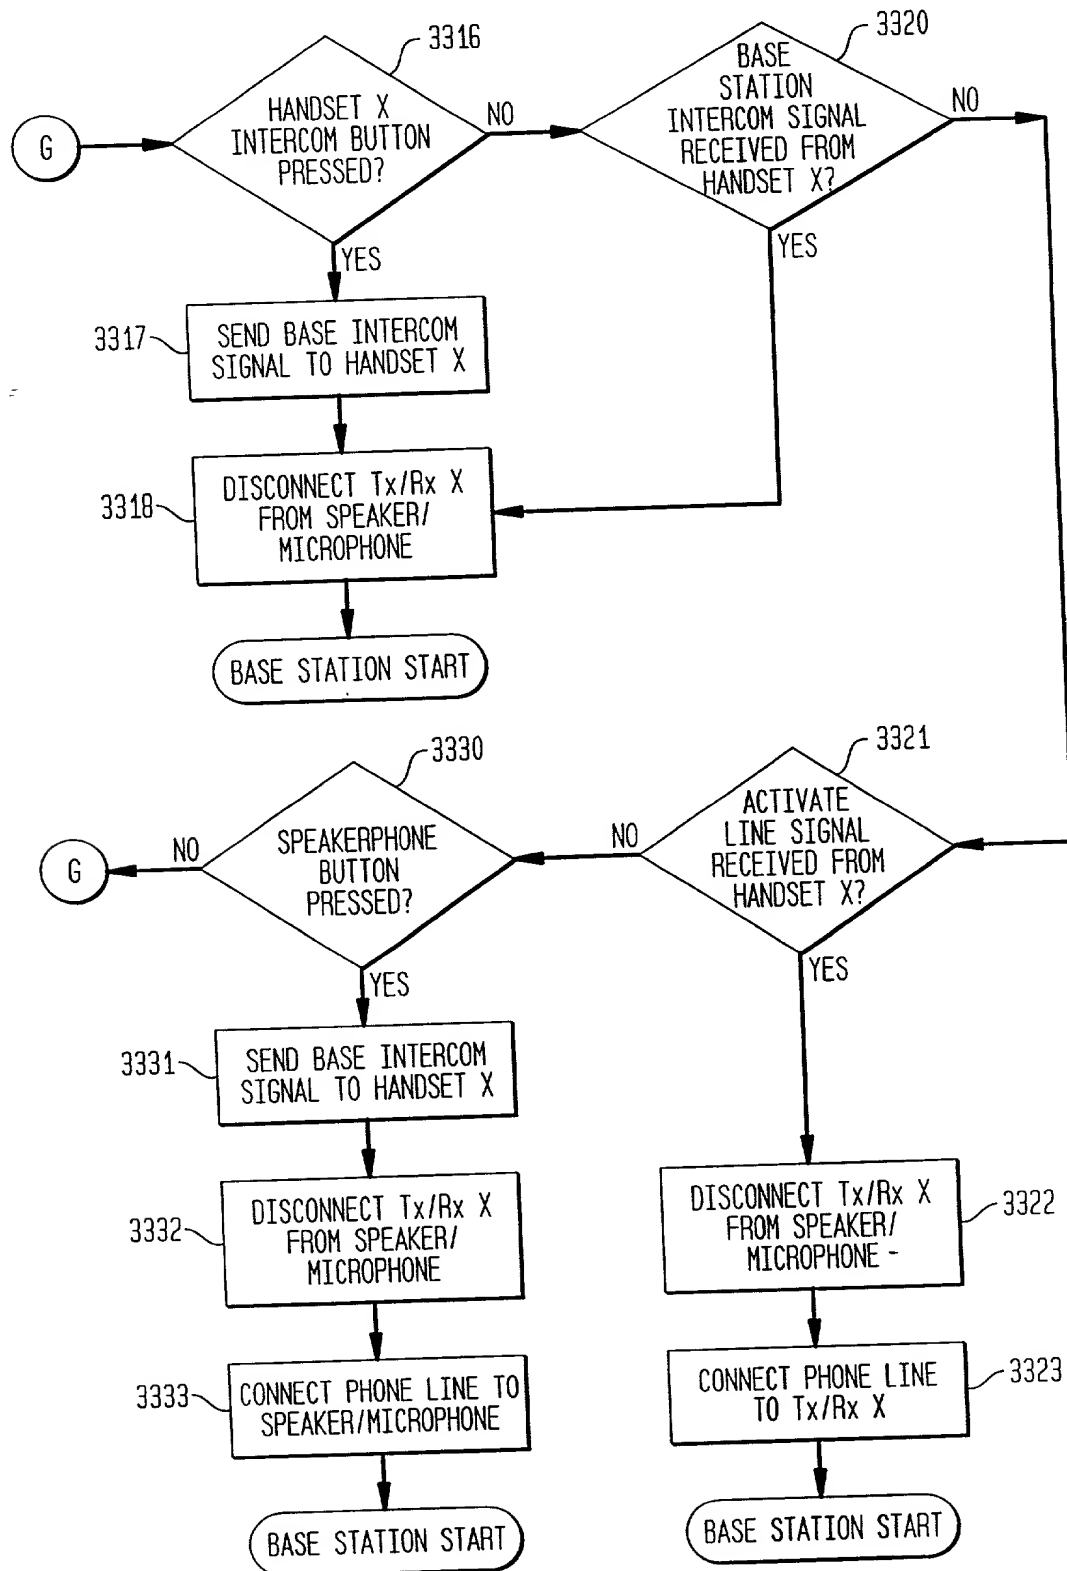 3316
G
HANDSET X
INTERCOM BUTTON
PRESSED?
NO
YES
3320
BASE
STATION
INTERCOM SIGNAL
RECEIVED FROM
HANDSET X?
NO
YES
3317
SEND BASE INTERCOM
SIGNAL TO HANDSET X
3318
DISCONNECT Tx/Rx X
FROM SPEAKER/
MICROPHONE
BASE STATION START
3321
ACTIVATE
LINE SIGNAL
RECEIVED FROM
HANDSET X?
NO
YES
3330
SPEAKERPHONE
BUTTON
PRESSED?
NO
G
YES
3331
SEND BASE INTERCOM
SIGNAL TO HANDSET X
3332
DISCONNECT Tx/Rx X
FROM SPEAKER/
MICROPHONE
3333
CONNECT PHONE LINE TO
SPEAKER/MICROPHONE
BASE STATION START
3322
DISCONNECT Tx/Rx X
FROM SPEAKER/
MICROPHONE -
3323
CONNECT PHONE LINE
TO Tx/Rx X
BASE STATION START